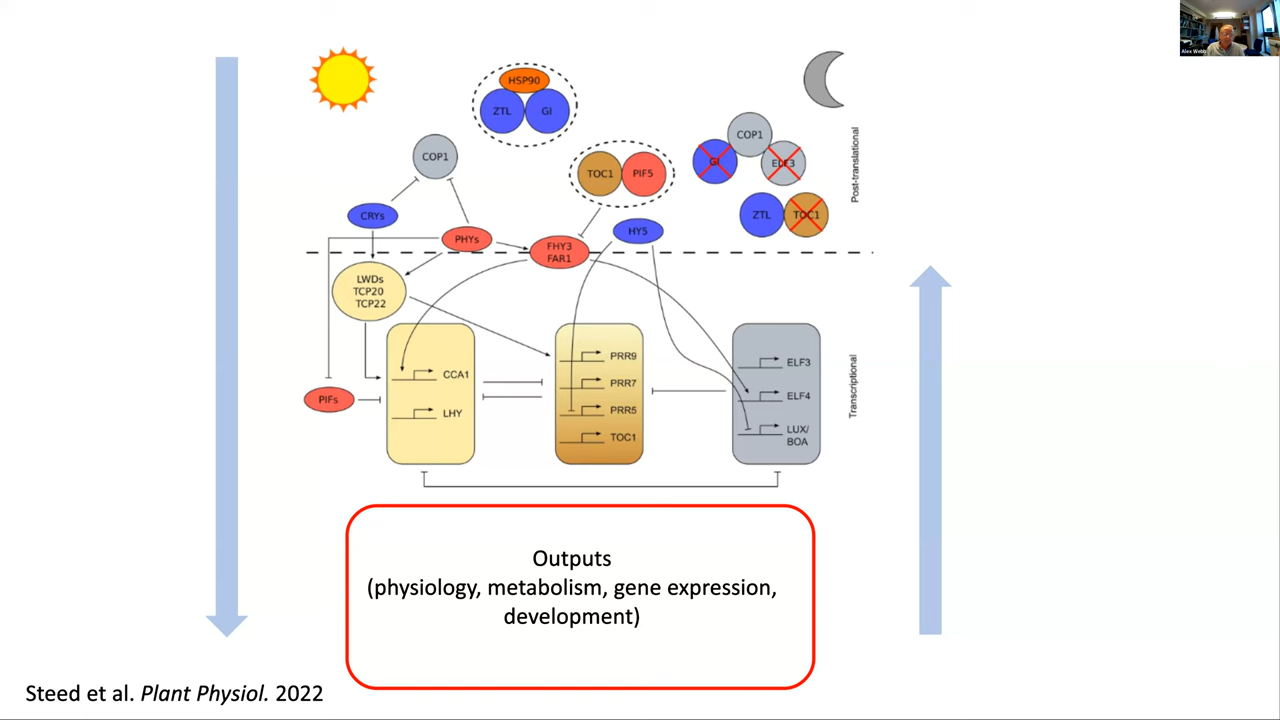 Alex Webb
HSP90
ZTL
GI
COP1
COP1
GI
ELF3
TOC1
PIF5
ZTL
TOC1
CRYs
PHYs
HY5
FHY3
FAR1
Post-translational
LWDs
TCP20
TCP22
PIFs
CCA1
LHY
PRR9
PRR7
PRR5
TOC1
ELF3
ELF4
LUX/
BOA
Transcriptional
Outputs
(physiology, metabolism, gene expression,
development)
Steed et al. Plant Physiol. 2022